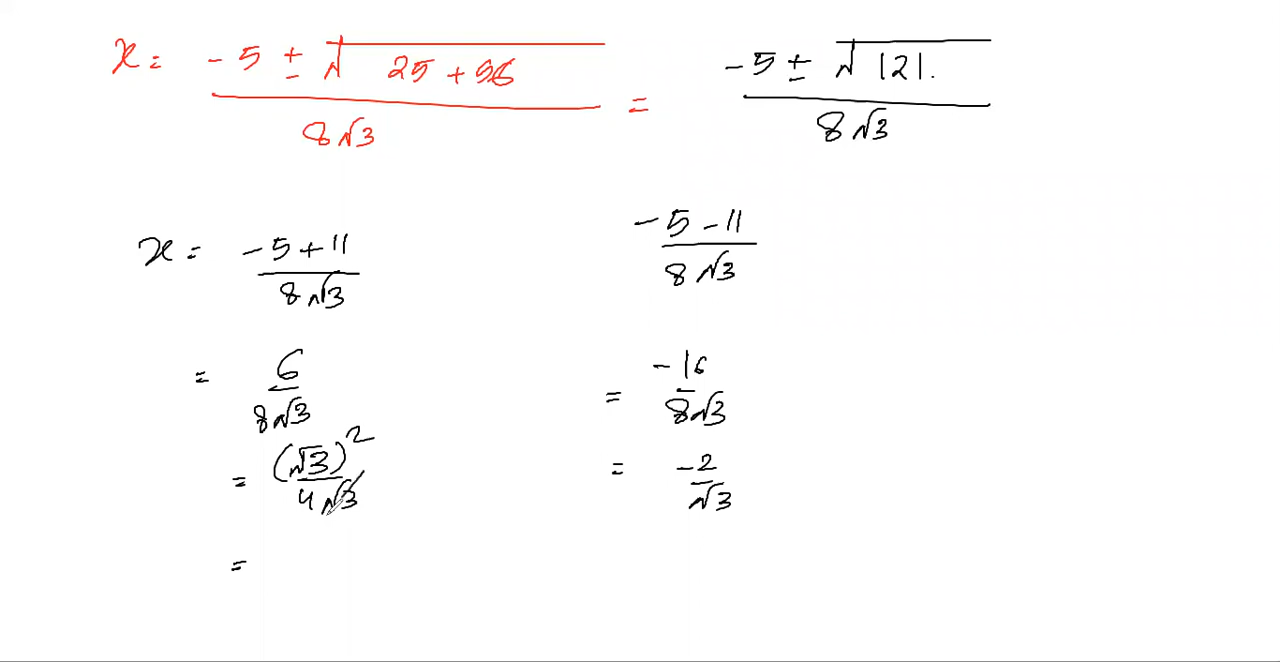 x = (-5 ± √(25 + 96)) / (8√3) = (-5 ± √121.) / (8√3)
x = (-5 + 11) / (8√3)
(-5 - 11) / (8√3)
= 6 / (8√3)
= -16 / (8√3)
= (√3)² / (4√3)
= -2 / √3
=